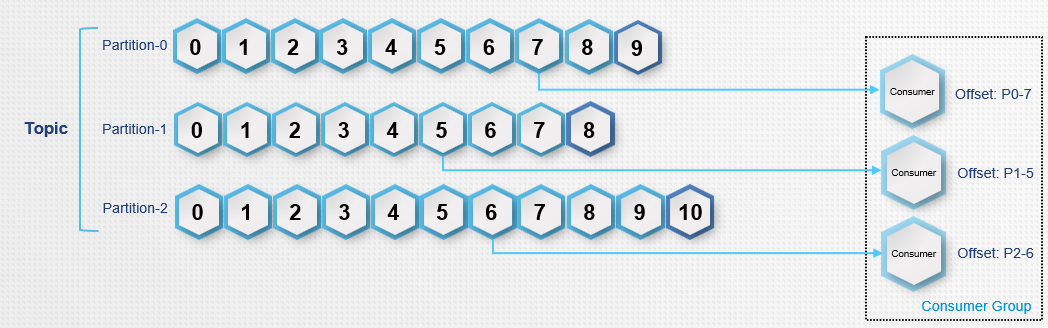 Partition-0 0 1 2 3 4 5 6 7 8 9
Consumer Offset: P0-7
Topic
Partition-1 0 1 2 3 4 5 6 7 8
Consumer Offset: P1-5
Partition-2 0 1 2 3 4 5 6 7 8 9 10
Consumer Offset: P2-6
Consumer Group